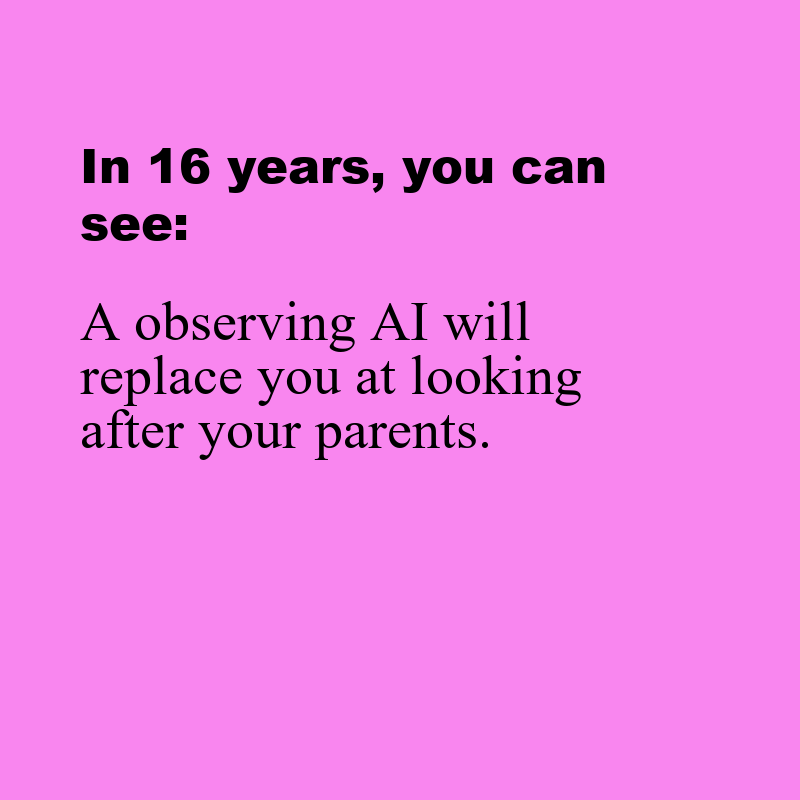 In 16 years, you can
see:
A observing AI will
replace you at looking
after your parents.